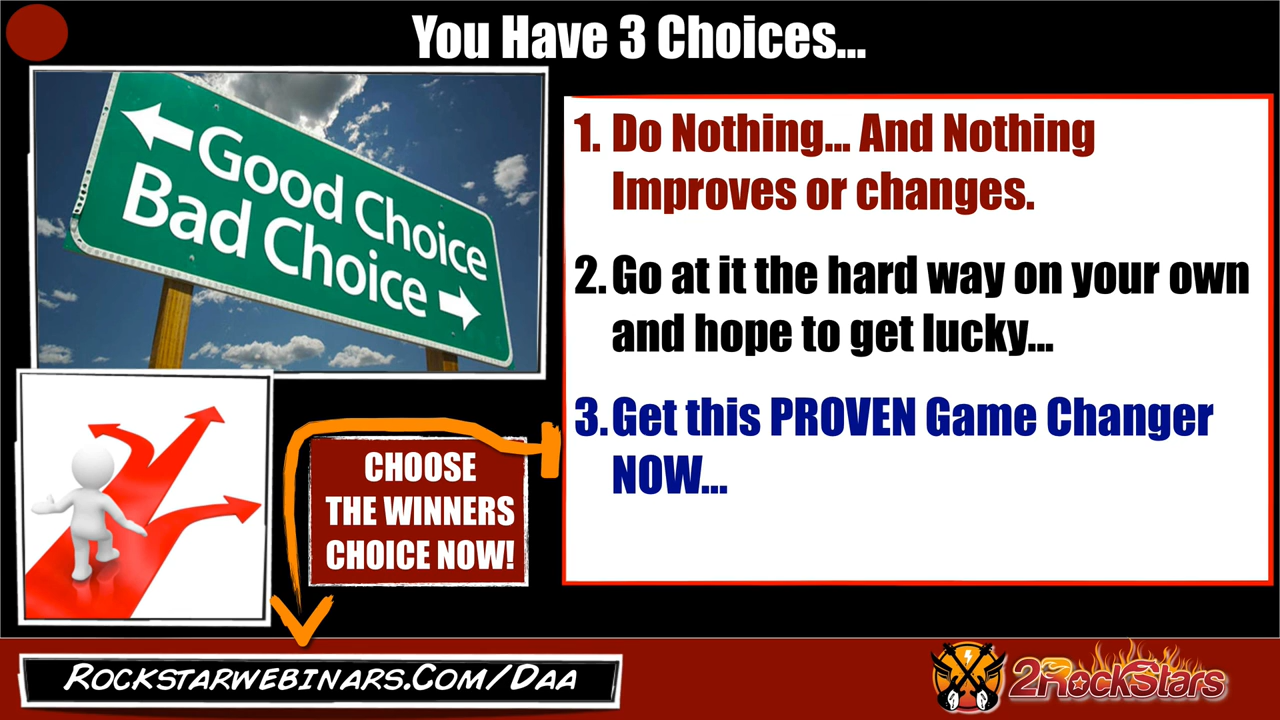 You Have 3 Choices...
Good Choice
Bad Choice
1. Do Nothing... And Nothing
Improves or changes.
2. Go at it the hard way on your own
and hope to get lucky...
3. Get this PROVEN Game Changer
NOW...
CHOOSE
THE WINNERS
CHOICE NOW!
ROCKSTARWEBINARS.COM/DAA
2RockStars